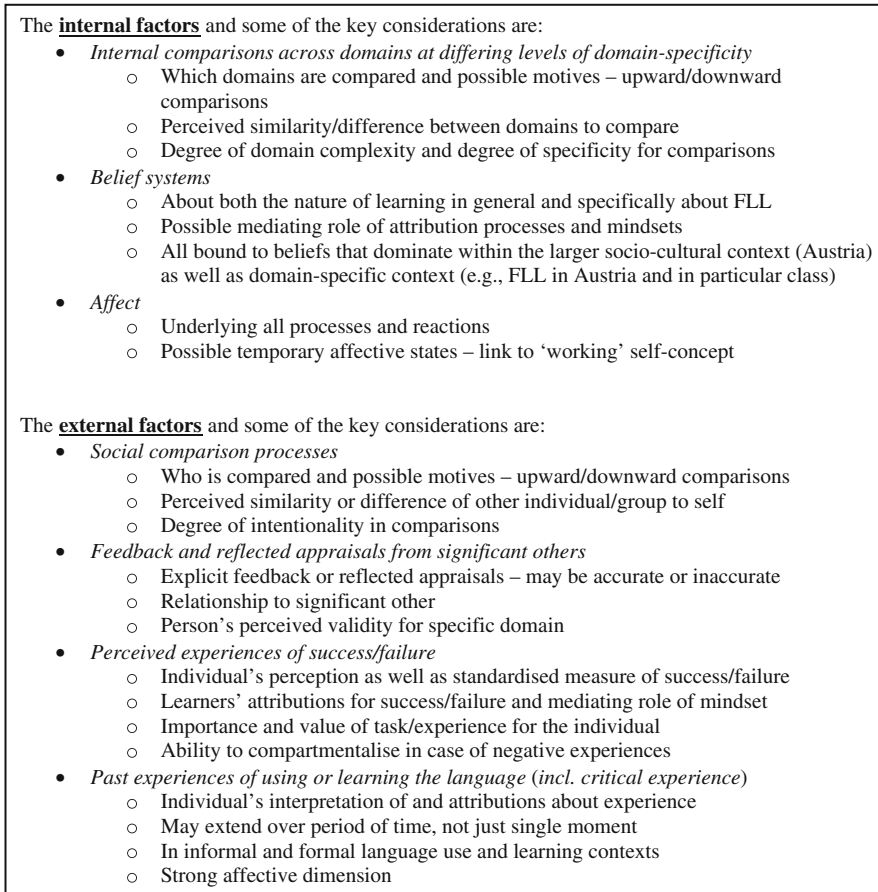 The internal factors and some of the key considerations are:
• Internal comparisons across domains at differing levels of domain-specificity
o Which domains are compared and possible motives – upward/downward
comparisons
o Perceived similarity/difference between domains to compare
o Degree of domain complexity and degree of specificity for comparisons
• Belief systems
o About both the nature of learning in general and specifically about FLL
o Possible mediating role of attribution processes and mindsets
o All bound to beliefs that dominate within the larger socio-cultural context (Austria)
as well as domain-specific context (e.g., FLL in Austria and in particular class)
• Affect
o Underlying all processes and reactions
o Possible temporary affective states – link to ‘working’ self-concept
The external factors and some of the key considerations are:
• Social comparison processes
o Who is compared and possible motives – upward/downward comparisons
o Perceived similarity or difference of other individual/group to self
o Degree of intentionality in comparisons
• Feedback and reflected appraisals from significant others
o Explicit feedback or reflected appraisals – may be accurate or inaccurate
o Relationship to significant other
o Person’s perceived validity for specific domain
• Perceived experiences of success/failure
o Individual’s perception as well as standardised measure of success/failure
o Learners’ attributions for success/failure and mediating role of mindset
o Importance and value of task/experience for the individual
o Ability to compartmentalise in case of negative experiences
• Past experiences of using or learning the language (incl. critical experience)
o Individual’s interpretation of and attributions about experience
o May extend over period of time, not just single moment
o In informal and formal language use and learning contexts
o Strong affective dimension